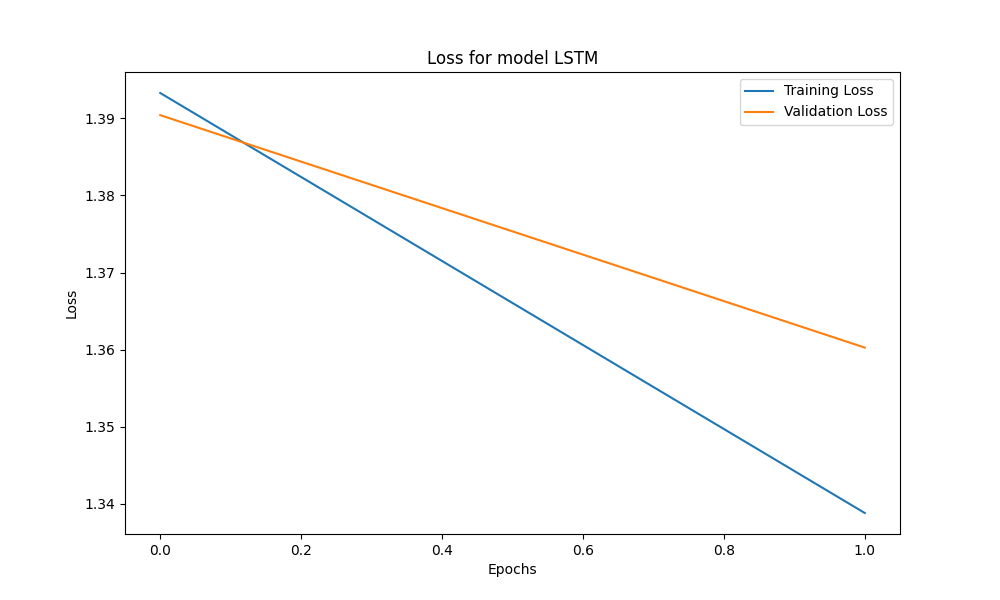 Loss for model LSTM
Training Loss
Validation Loss
1.39
1.38
1.37
1.36
1.35
1.34
Loss
0.0 0.2 0.4 0.6 0.8 1.0
Epochs